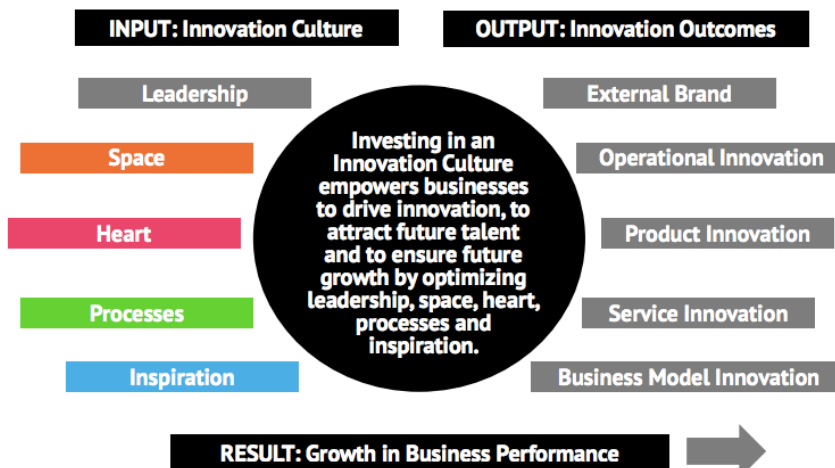 INPUT: Innovation Culture
OUTPUT: Innovation Outcomes
Leadership
Space
Heart
Processes
Inspiration
Investing in an
Innovation Culture
empowers businesses
to drive innovation, to
attract future talent
and to ensure future
growth by optimizing
leadership, space, heart,
processes and
inspiration.
External Brand
Operational Innovation
Product Innovation
Service Innovation
Business Model Innovation
RESULT: Growth in Business Performance